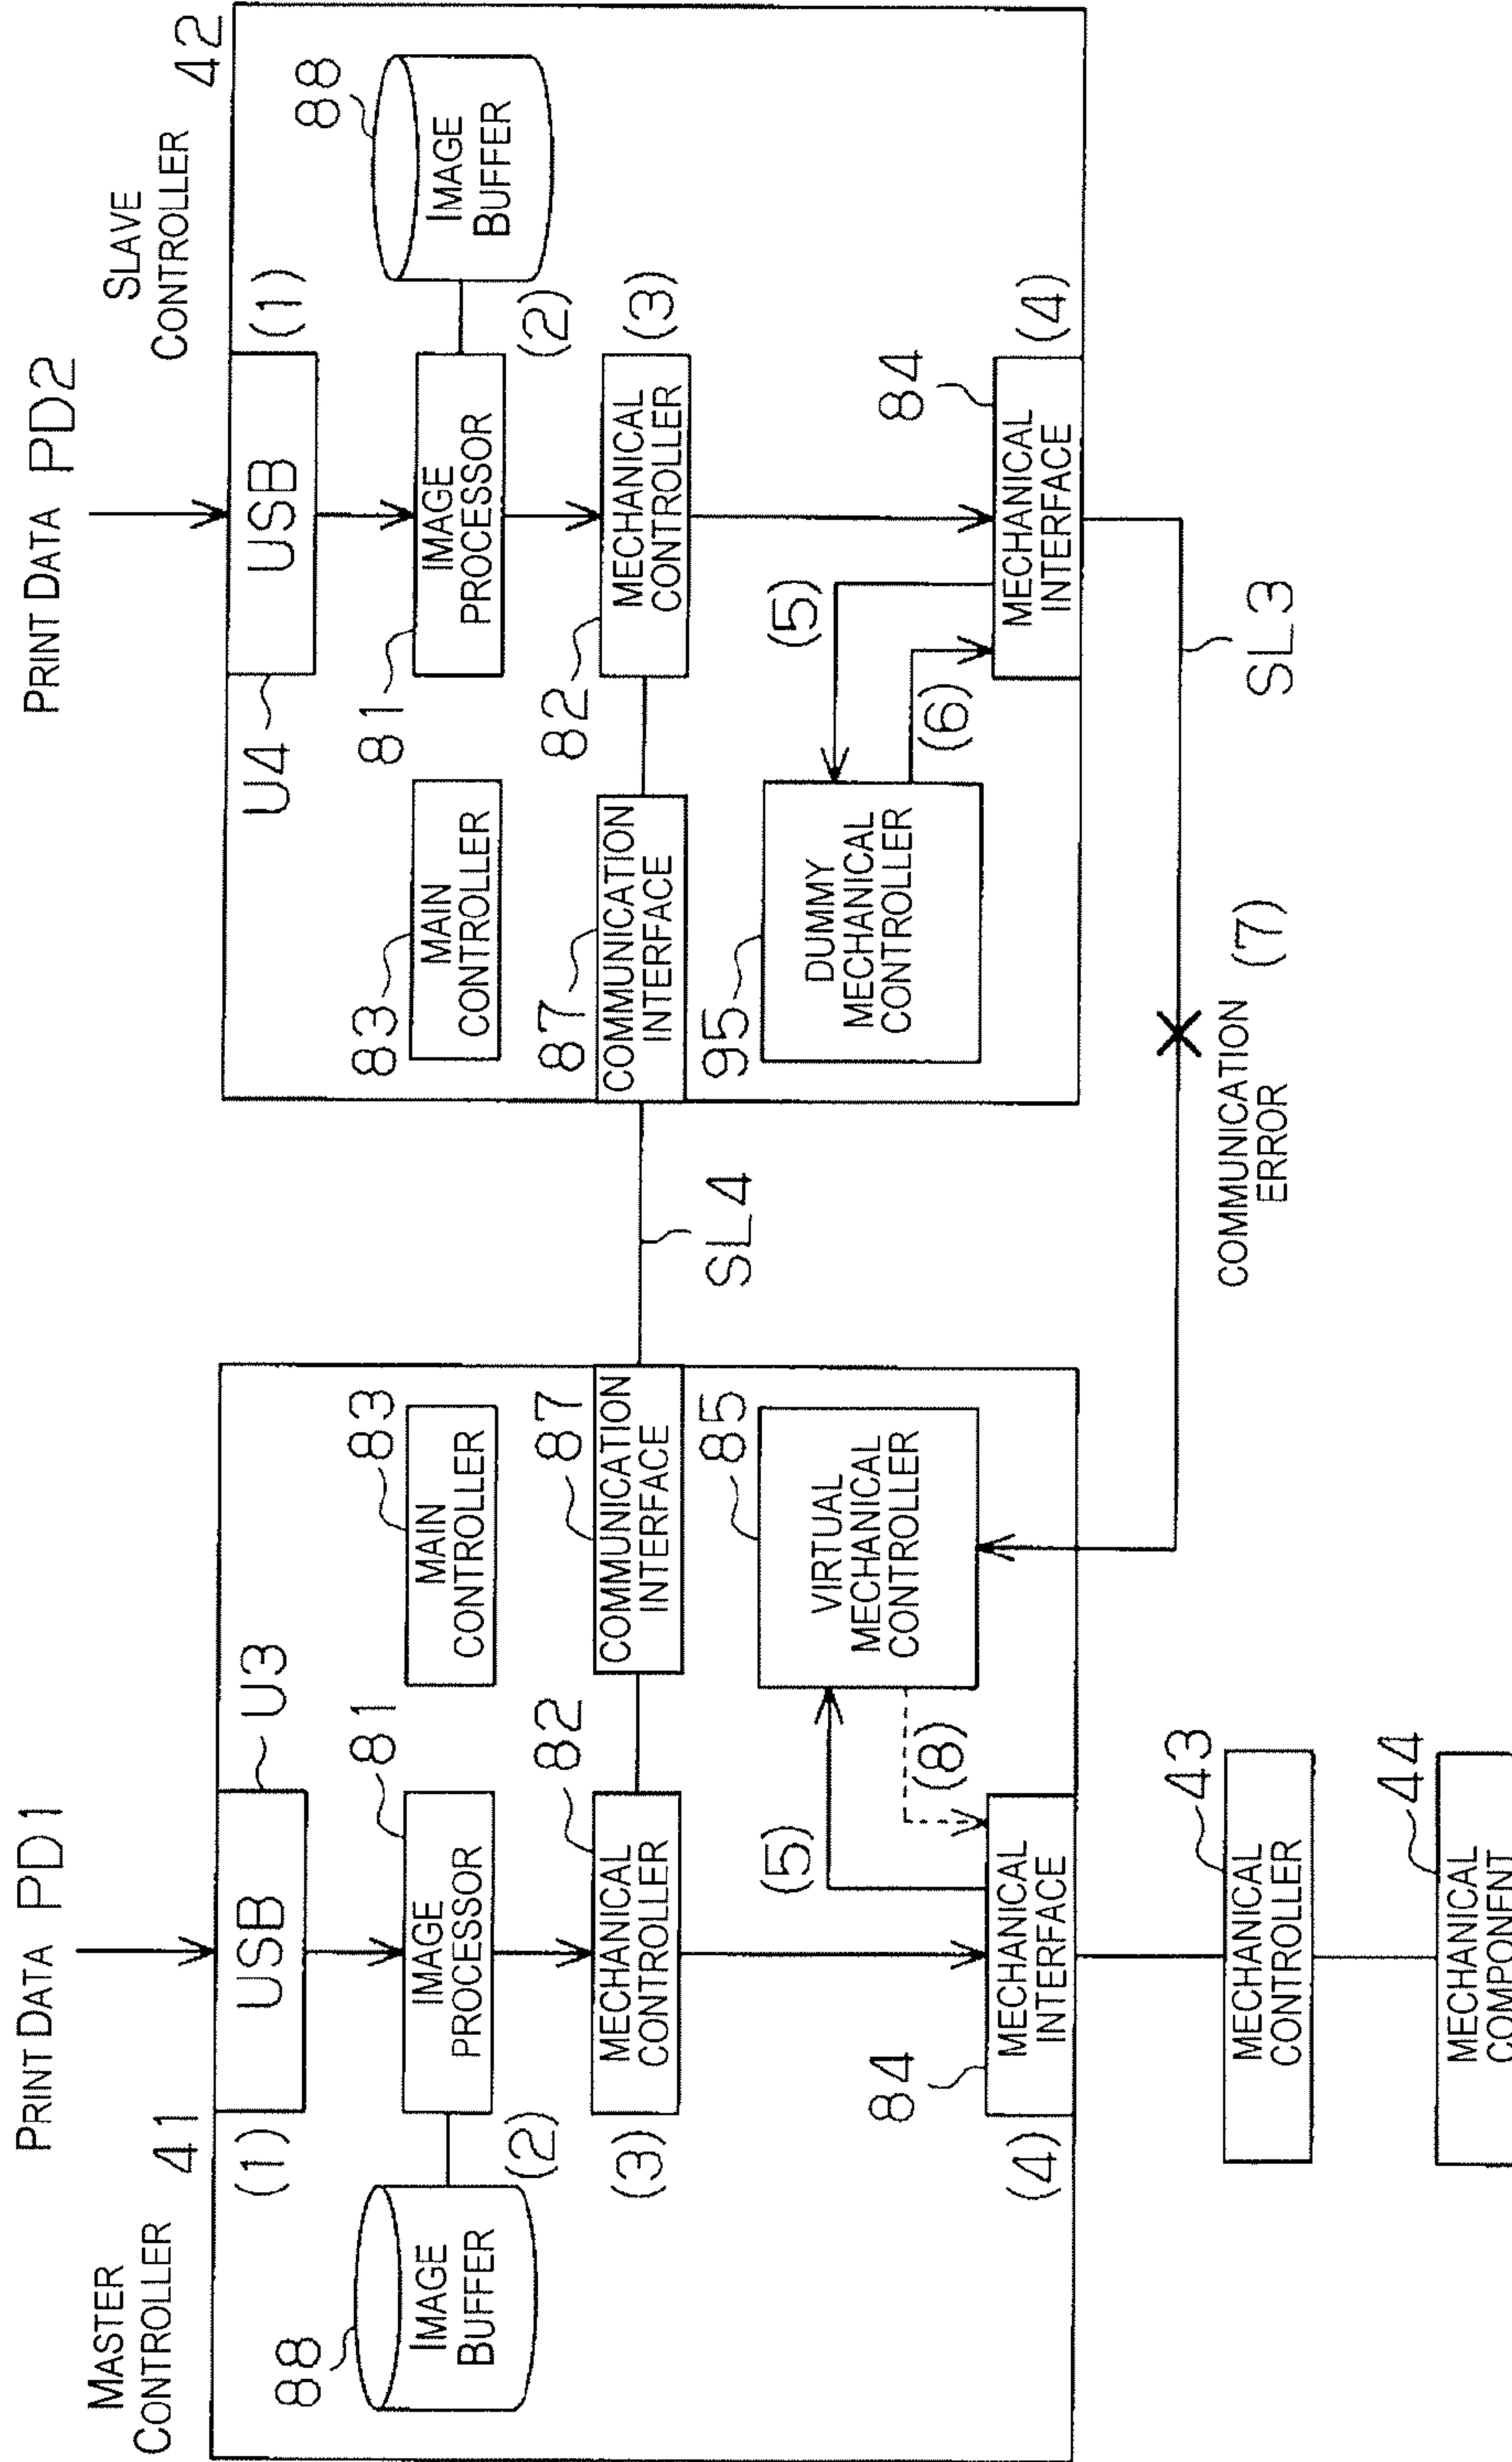 PRINT DATA PD1
MASTER
CONTROLLER
41
(1)
USB
U3
88
IMAGE
BUFFER
(2)
IMAGE
PROCESSOR
81
MAIN
CONTROLLER
83
(3)
MECHANICAL
CONTROLLER
82
COMMUNICATION
INTERFACE
87
(5)
(8)
VIRTUAL
MECHANICAL
CONTROLLER
85
84
(4)
MECHANICAL
INTERFACE
MECHANICAL
CONTROLLER
43
MECHANICAL
COMPONENT
44
SL4
PRINT DATA PD2
SLAVE
CONTROLLER
42
U4
USB
(1)
83
MAIN
CONTROLLER
81
IMAGE
PROCESSOR
(2)
88
IMAGE
BUFFER
87
COMMUNICATION
INTERFACE
82
MECHANICAL
CONTROLLER
(3)
95
DUMMY
MECHANICAL
CONTROLLER
(5)
(6)
84
MECHANICAL
INTERFACE
(4)
SL3
COMMUNICATION
ERROR
(7)